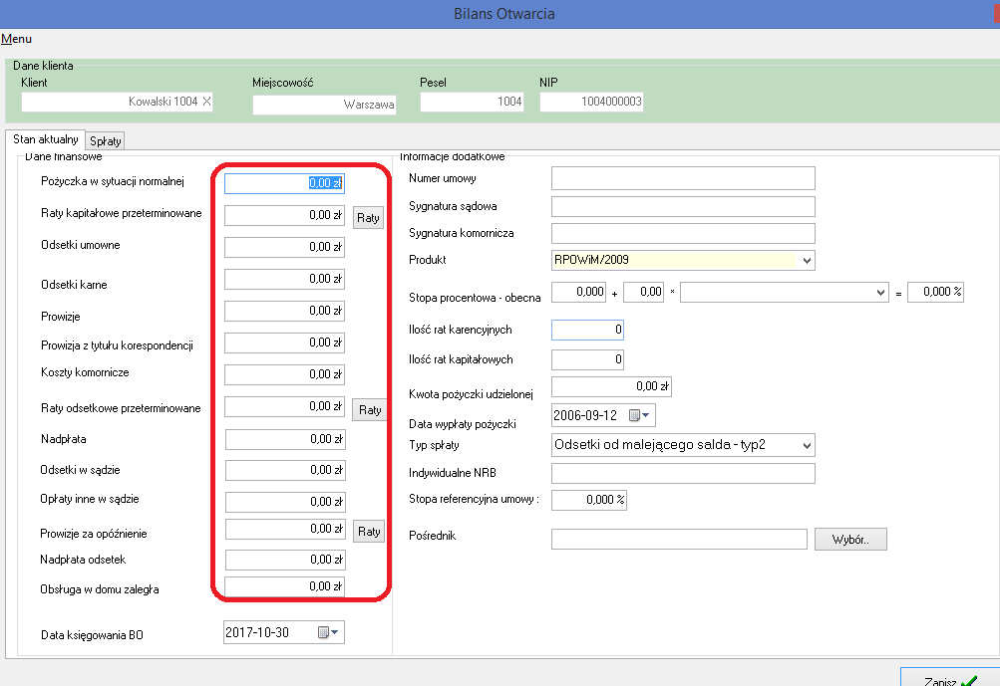 Bilans Otwarcia
Menu
Dane klienta
Klient Miejscowość Pesel NIP
Kowalski 1004 X Warszawa 1004 1004000003
Stan aktualny Spłaty
Dane finansowe
Pożyczka w sytuacji normalnej 0,00 zł
Raty kapitałowe przeterminowane 0,00 zł Raty
Odsetki umowne 0,00 zł
Odsetki karne 0,00 zł
Prowizje 0,00 zł
Prowizja z tytułu korespondencji 0,00 zł
Koszty komornicze 0,00 zł
Raty odsetkowe przeterminowane 0,00 zł Raty
Nadpłata 0,00 zł
Odsetki w sądzie 0,00 zł
Opłaty inne w sądzie 0,00 zł
Prowizje za opóźnienie 0,00 zł Raty
Nadpłata odsetek 0,00 zł
Obsługa w domu zaległa 0,00 zł
Data księgowania BO 2017-10-30
Informacje dodatkowe
Numer umowy
Sygnatura sądowa
Sygnatura komornicza
Produkt RPOWiM/2009
Stopa procentowa - obecna 0,000 + 0,00 * = 0,000 %
Ilość rat karencyjnych 0
Ilość rat kapitałowych 0
Kwota pożyczki udzielonej 0,00 zł
Data wypłaty pożyczki 2006-09-12
Typ spłaty Odsetki od malejącego salda - typ2
Indywidualne NRB
Stopa referencyjna umowy : 0,000 %
Pośrednik Wybór..
Zapisz